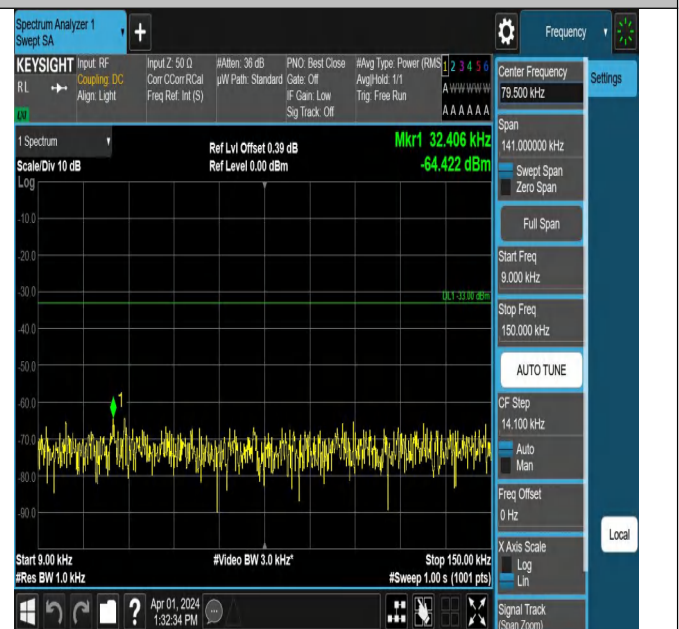 Spectrum Analyzer 1
Swept SA
Frequency
KEYSIGHT
RL
Input: RF
Coupling: DC
Align: Light
Input Z: 50 Ω
Corr CCorr RCal
Freq Ref: Int (S)
#Atten: 36 dB
µW Path: Standard
PNO: Best Close
Gate: Off
IF Gain: Low
Sig Track: Off
#Avg Type: Power (RMS
Avg|Hold: 1/1
Trig: Free Run
1 2 3 4 5 6
A W W W W W
A A A A A A
1 Spectrum
Scale/Div 10 dB
Log
Ref Lvl Offset 0.39 dB
Ref Level 0.00 dBm
Mkr1 32.406 kHz
-64.422 dBm
-10.0
-20.0
-30.0
DL1 -33.00 dBm
-40.0
-50.0
-60.0
1
-70.0
-80.0
-90.0
Start 9.00 kHz
#Res BW 1.0 kHz
#Video BW 3.0 kHz*
Stop 150.00 kHz
#Sweep 1.00 s (1001 pts)
?
Apr 01, 2024
1:32:34 PM
Center Frequency
79.500 kHz
Settings
Span
141.000000 kHz
Swept Span
Zero Span
Full Span
Start Freq
9.000 kHz
Stop Freq
150.000 kHz
AUTO TUNE
CF Step
14.100 kHz
Auto
Man
Freq Offset
0 Hz
X Axis Scale
Log
Lin
Local
Signal Track
(Span Zoom)